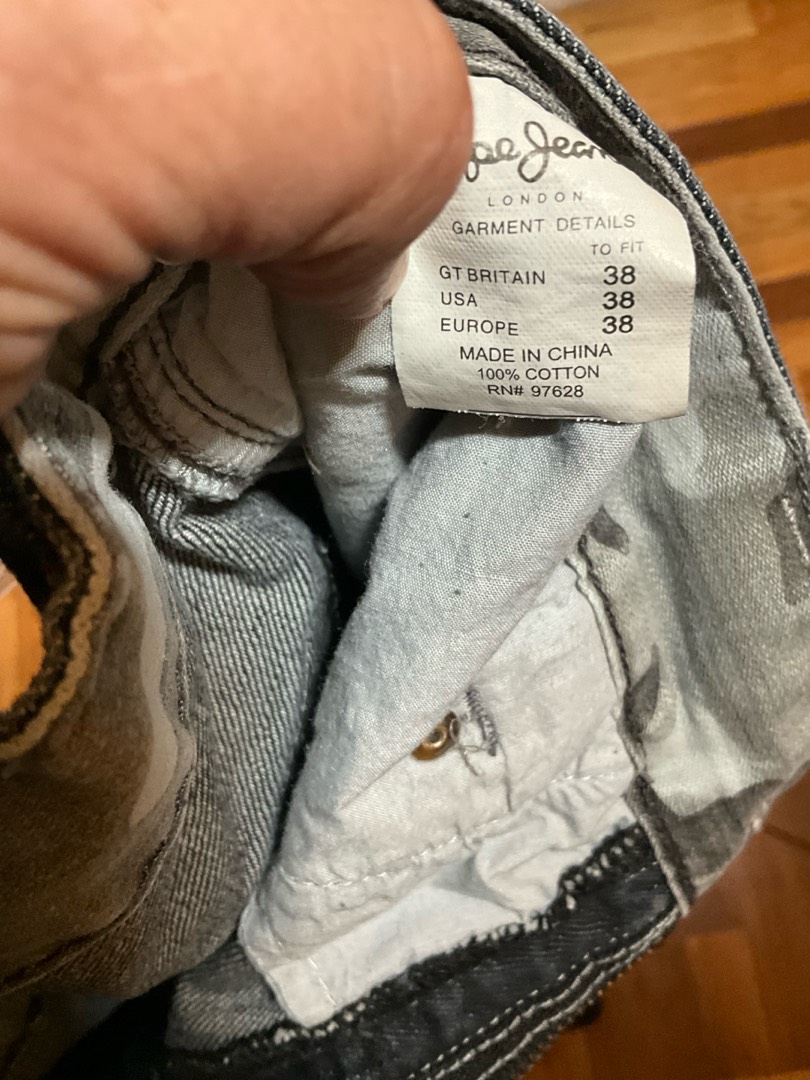 Jeans
LONDON
GARMENT DETAILS
TO FIT
GT BRITAIN 38
USA 38
EUROPE 38
MADE IN CHINA
100% COTTON
RN# 97628